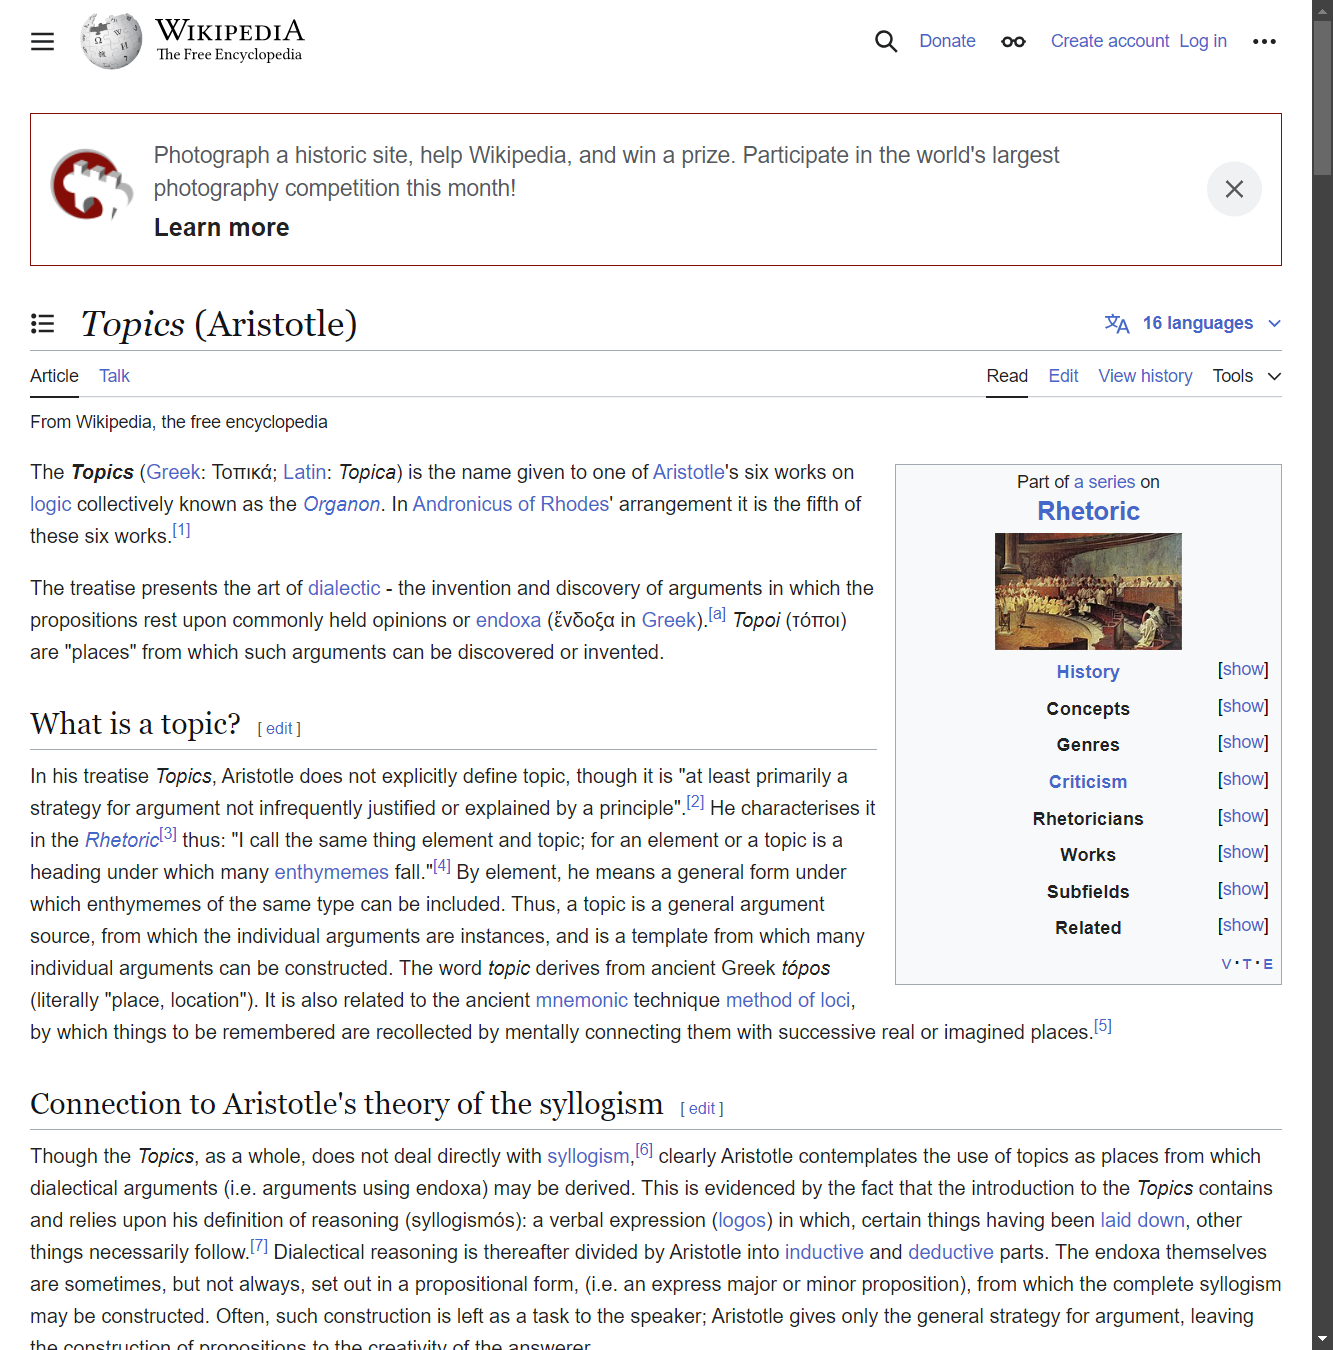 WIKIPEDIA
The Free Encyclopedia
Donate
Create account
Log in
Photograph a historic site, help Wikipedia, and win a prize. Participate in the world's largest
photography competition this month!
Learn more
Topics (Aristotle)
16 languages
Article
Talk
Read
Edit
View history
Tools
From Wikipedia, the free encyclopedia
The Topics (Greek: Τοπικά; Latin: Topica) is the name given to one of Aristotle's six works on
logic collectively known as the Organon. In Andronicus of Rhodes' arrangement it is the fifth of
these six works.[1]
The treatise presents the art of dialectic - the invention and discovery of arguments in which the
propositions rest upon commonly held opinions or endoxa (ἔνδοξα in Greek).[a] Topoi (τόποι)
are "places" from which such arguments can be discovered or invented.
Part of a series on
Rhetoric
History [show]
Concepts [show]
Genres [show]
Criticism [show]
Rhetoricians [show]
Works [show]
Subfields [show]
Related [show]
V · T · E
What is a topic? [ edit ]
In his treatise Topics, Aristotle does not explicitly define topic, though it is "at least primarily a
strategy for argument not infrequently justified or explained by a principle".[2] He characterises it
in the Rhetoric[3] thus: "I call the same thing element and topic; for an element or a topic is a
heading under which many enthymemes fall."[4] By element, he means a general form under
which enthymemes of the same type can be included. Thus, a topic is a general argument
source, from which the individual arguments are instances, and is a template from which many
individual arguments can be constructed. The word topic derives from ancient Greek tópos
(literally "place, location"). It is also related to the ancient mnemonic technique method of loci,
by which things to be remembered are recollected by mentally connecting them with successive real or imagined places.[5]
Connection to Aristotle's theory of the syllogism [ edit ]
Though the Topics, as a whole, does not deal directly with syllogism,[6] clearly Aristotle contemplates the use of topics as places from which
dialectical arguments (i.e. arguments using endoxa) may be derived. This is evidenced by the fact that the introduction to the Topics contains
and relies upon his definition of reasoning (syllogismós): a verbal expression (logos) in which, certain things having been laid down, other
things necessarily follow.[7] Dialectical reasoning is thereafter divided by Aristotle into inductive and deductive parts. The endoxa themselves
are sometimes, but not always, set out in a propositional form, (i.e. an express major or minor proposition), from which the complete syllogism
may be constructed. Often, such construction is left as a task to the speaker; Aristotle gives only the general strategy for argument, leaving
the construction of propositions to the creativity of the answerer.